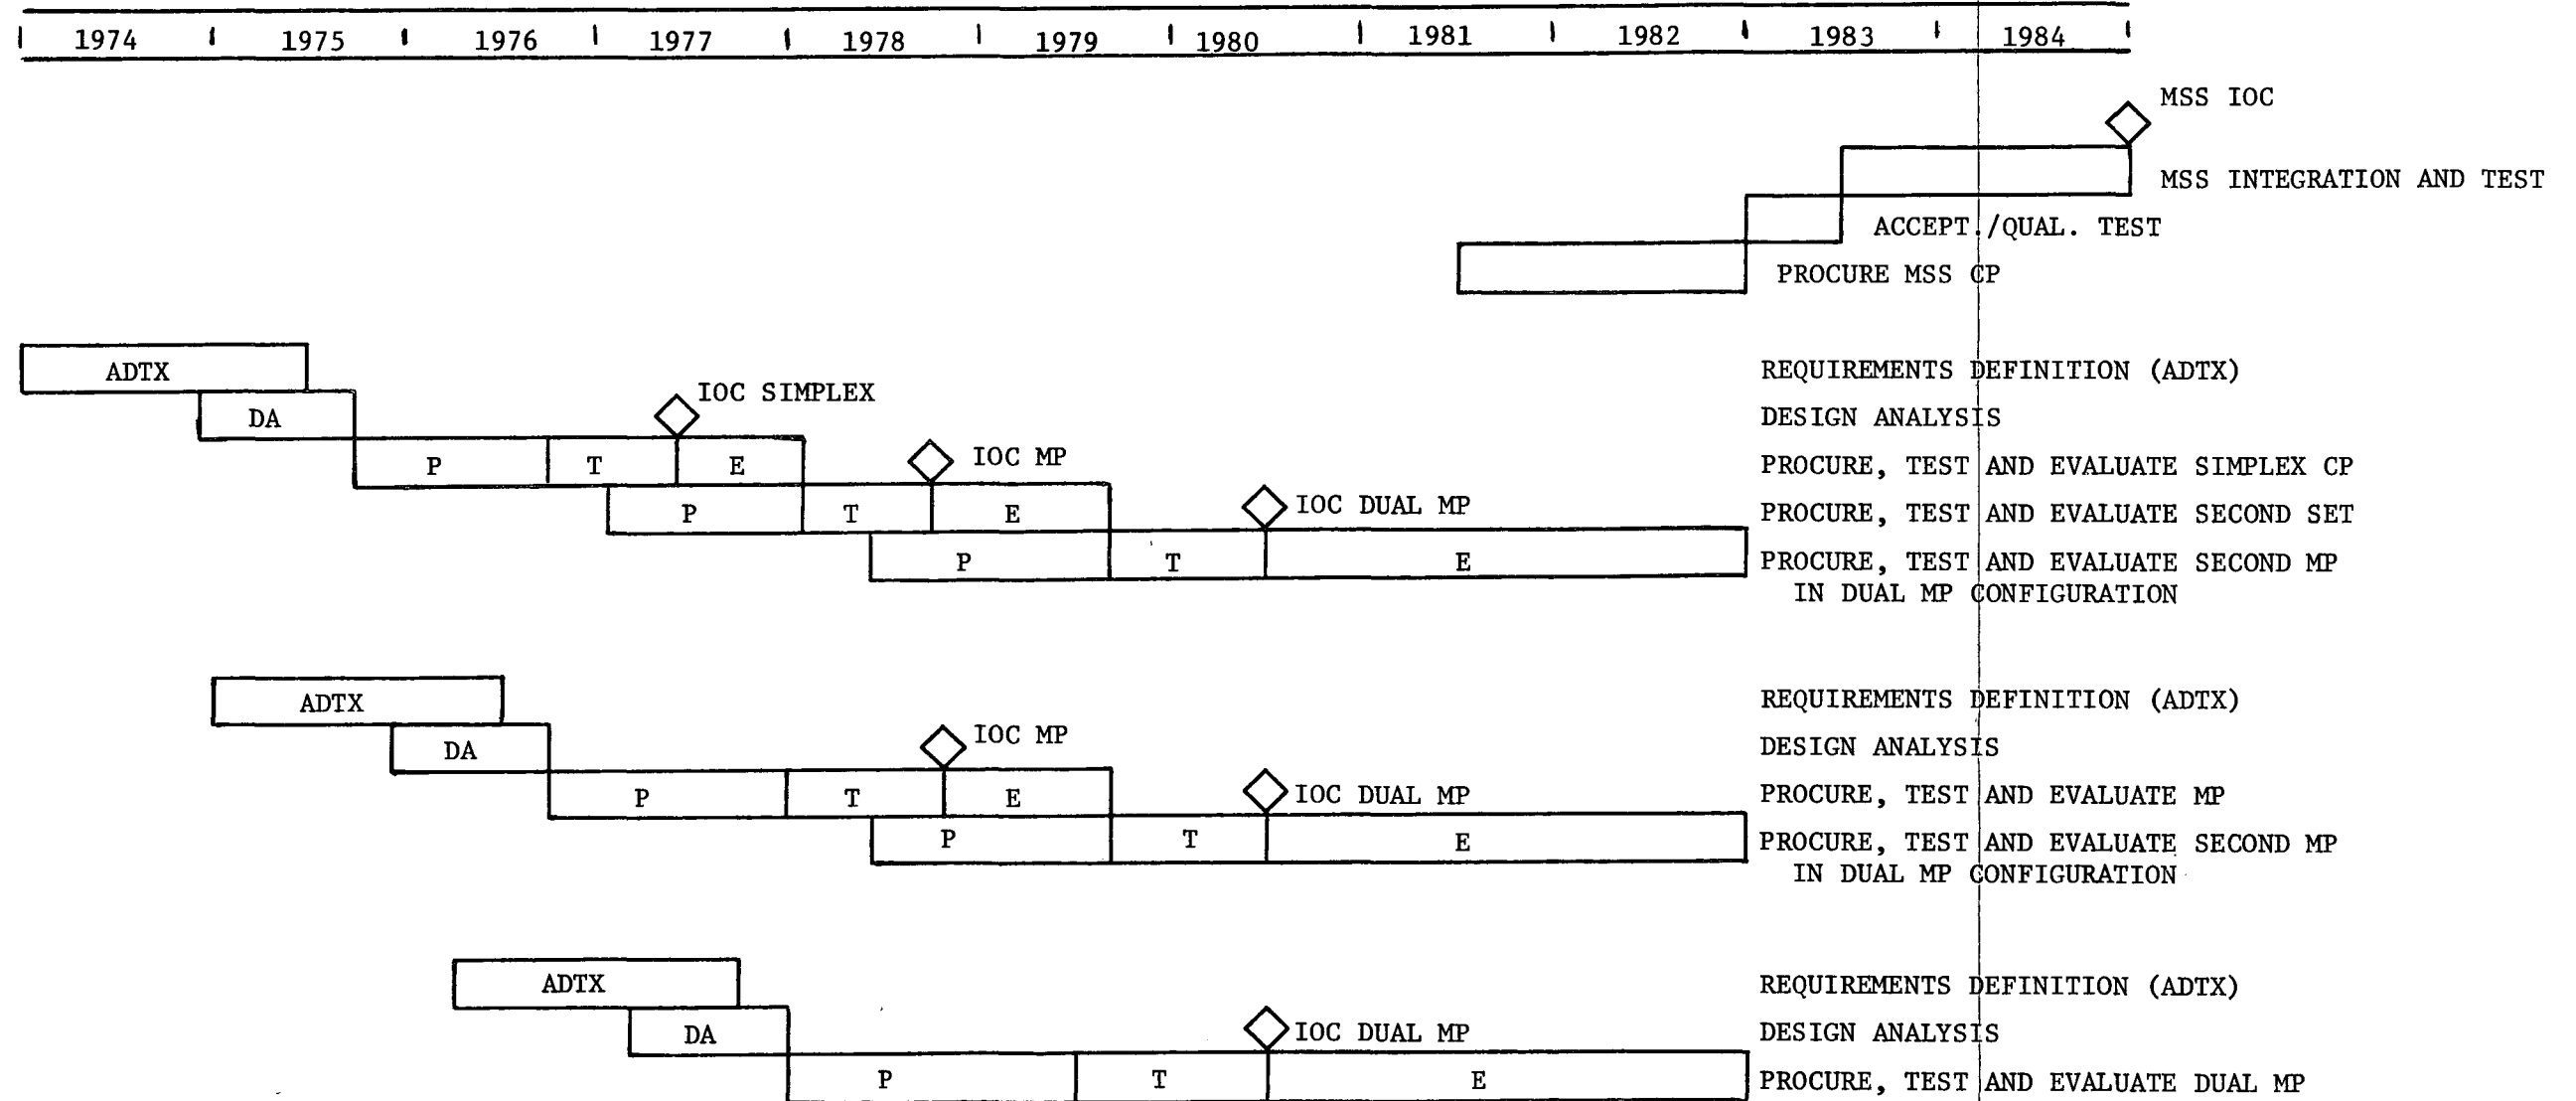 1974 1975 1976 1977 1978 1979 1980 1981 1982 1983 1984
MSS IOC
MSS INTEGRATION AND TEST
ACCEPT./QUAL. TEST
PROCURE MSS CP
ADTX REQUIREMENTS DEFINITION (ADTX)
IOC SIMPLEX
DA DESIGN ANALYSIS
IOC MP
P T E PROCURE, TEST AND EVALUATE SIMPLEX CP
IOC DUAL MP
P T E PROCURE, TEST AND EVALUATE SECOND SET
P T E PROCURE, TEST AND EVALUATE SECOND MP
IN DUAL MP CONFIGURATION
ADTX REQUIREMENTS DEFINITION (ADTX)
IOC MP
DA DESIGN ANALYSIS
IOC DUAL MP
P T E PROCURE, TEST AND EVALUATE MP
P T E PROCURE, TEST AND EVALUATE SECOND MP
IN DUAL MP CONFIGURATION
ADTX REQUIREMENTS DEFINITION (ADTX)
DA IOC DUAL MP DESIGN ANALYSIS
P T E PROCURE, TEST AND EVALUATE DUAL MP